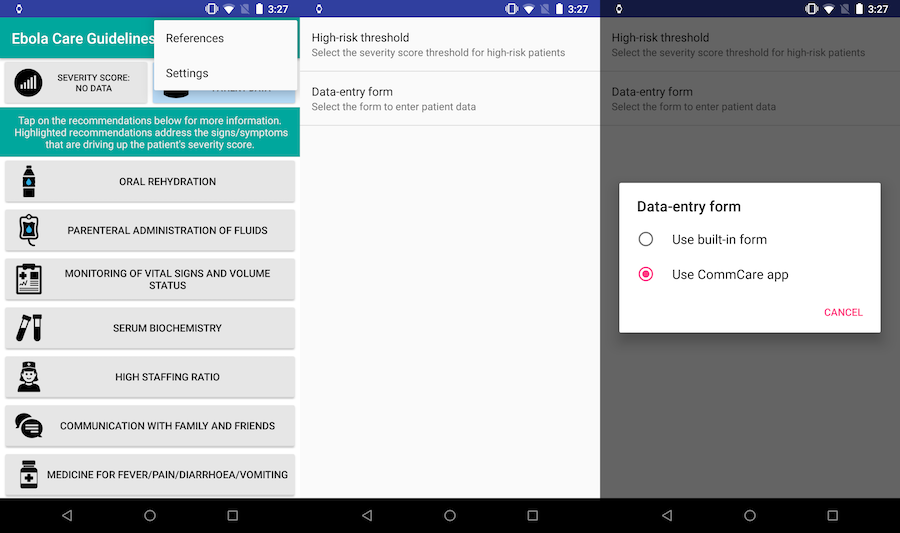 3:27
Ebola Care Guidelines
References
Settings
SEVERITY SCORE:
NO DATA
Tap on the recommendations below for more information.
Highlighted recommendations address the signs/symptoms
that are driving up the patient's severity score.
ORAL REHYDRATION
PARENTERAL ADMINISTRATION OF FLUIDS
MONITORING OF VITAL SIGNS AND VOLUME
STATUS
SERUM BIOCHEMISTRY
HIGH STAFFING RATIO
COMMUNICATION WITH FAMILY AND FRIENDS
MEDICINE FOR FEVER/PAIN/DIARRHOEA/VOMITING
3:27
High-risk threshold
Select the severity score threshold for high-risk patients
Data-entry form
Select the form to enter patient data
3:27
High-risk threshold
Select the severity score threshold for high-risk patients
Data-entry form
Select the form to enter patient data
Data-entry form
Use built-in form
Use CommCare app
CANCEL